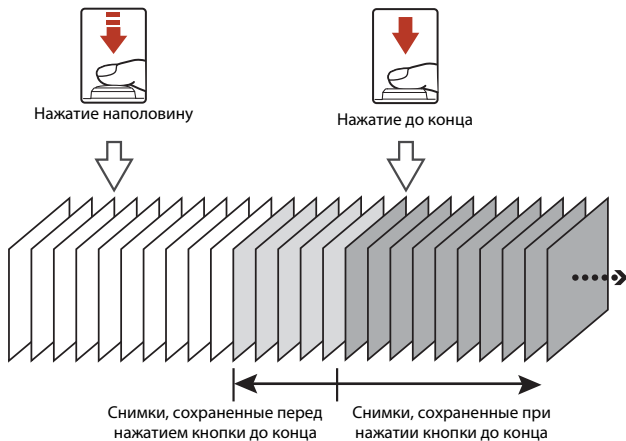 Нажатие наполовину
Нажатие до конца
Снимки, сохраненные перед
нажатием кнопки до конца
Снимки, сохраненные при
нажатии кнопки до конца